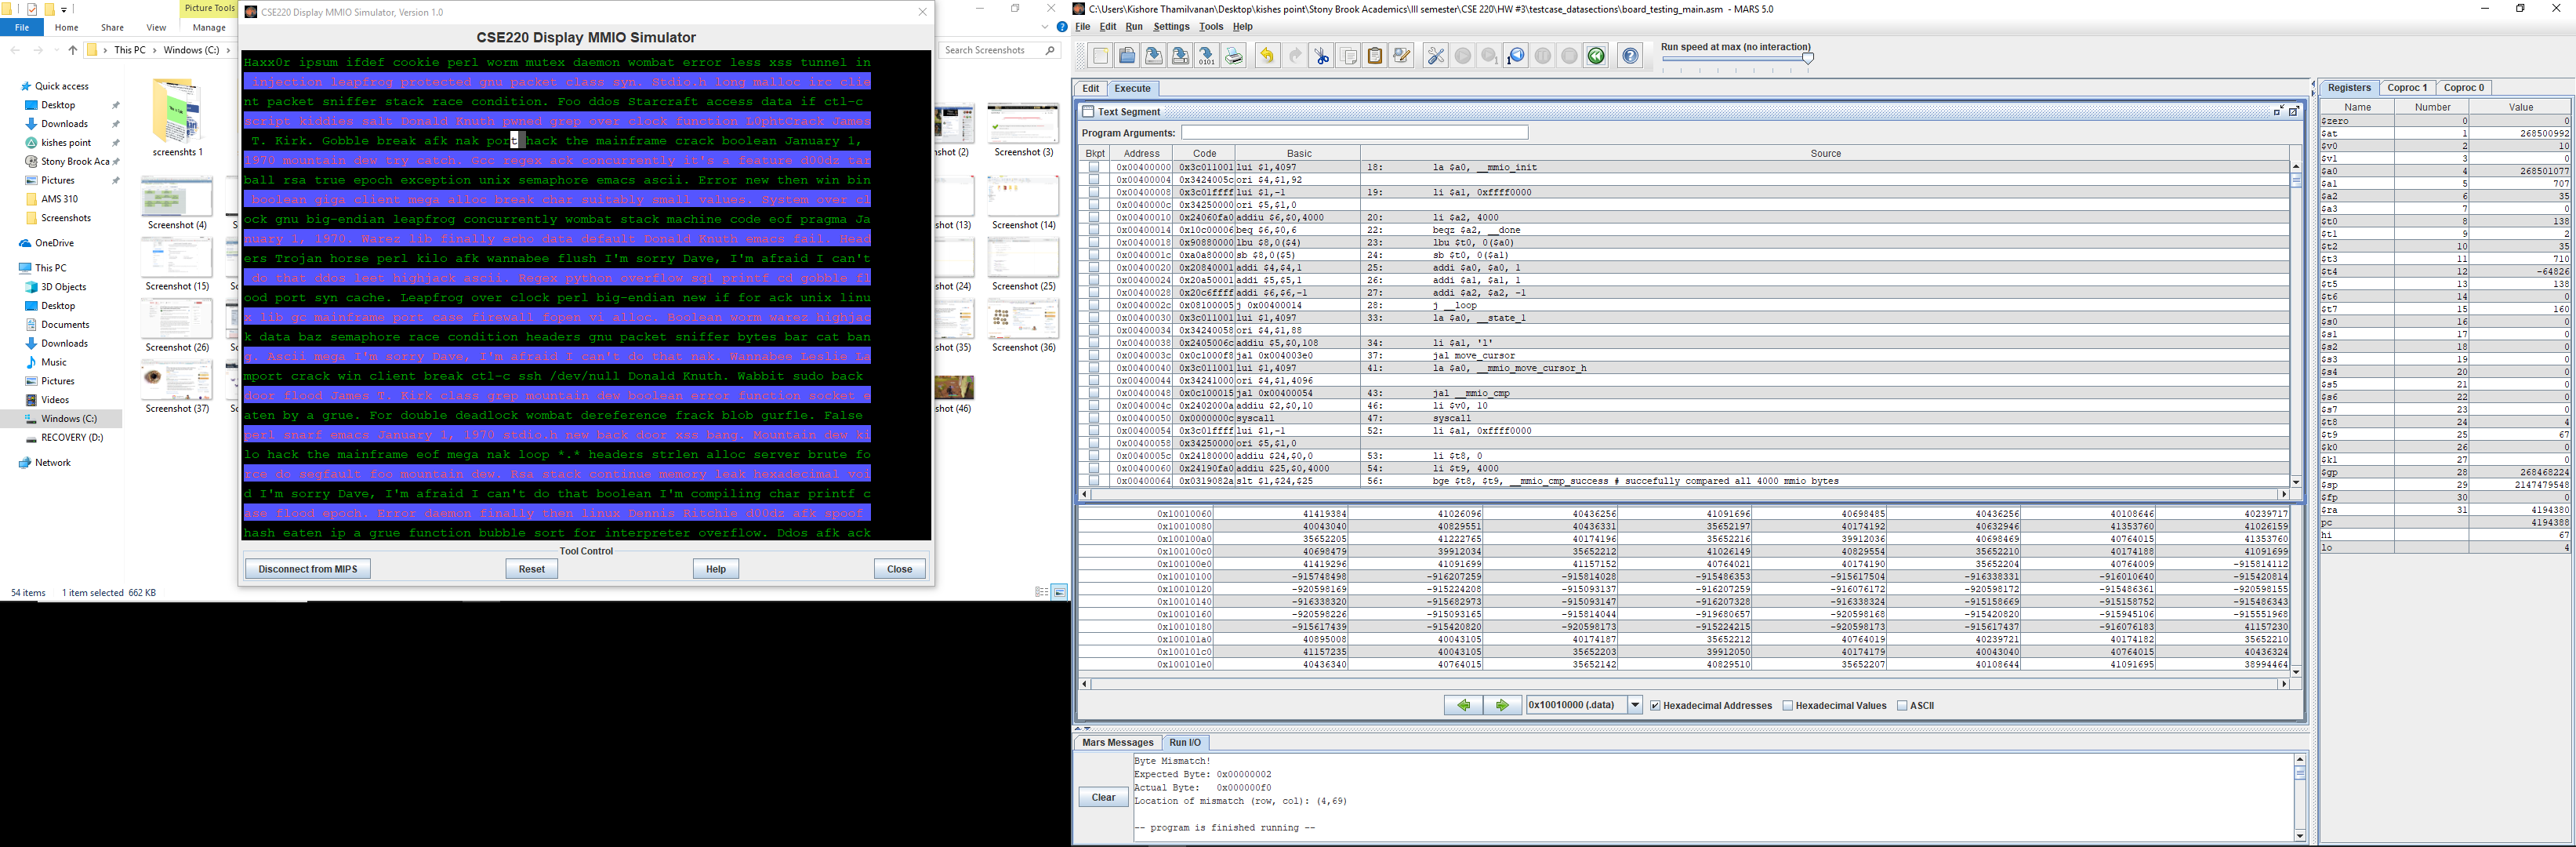 Picture Tools
File Home Share View Manage
This PC > Windows (C:) >
Search Screenshots
Quick access
Desktop
Downloads
kishes point
Stony Brook Aca
Pictures
AMS 310
Screenshots
OneDrive
This PC
3D Objects
Desktop
Documents
Downloads
Music
Pictures
Videos
Windows (C:)
RECOVERY (D:)
Network
screenshts 1
Screenshot (4)
Screenshot (15)
Screenshot (26)
Screenshot (37)
shot (2) Screenshot (3)
shot (13) Screenshot (14)
shot (24) Screenshot (25)
shot (35) Screenshot (36)
shot (46)
54 items 1 item selected 662 KB
CSE220 Display MMIO Simulator, Version 1.0
CSE220 Display MMIO Simulator
Haxx0r ipsum ifdef cookie perl worm mutex daemon wombat error less xss tunnel in
injection leapfrog protected gnu packet class syn. Stdio.h long malloc irc clie
nt packet sniffer stack race condition. Foo ddos Starcraft access data if ctl-c
script kiddies salt Donald Knuth pwned grep over clock function L0phtCrack James
T. Kirk. Gobble break afk nak port hack the mainframe crack boolean January 1,
1970 mountain dew try catch. Gcc regex ack concurrently it's a feature d00dz tar
ball rsa true epoch exception unix semaphore emacs ascii. Error new then win bin
boolean giga client mega alloc break char suitably small values. System over cl
ock gnu big-endian leapfrog concurrently wombat stack machine code eof pragma Ja
nuary 1, 1970. Warez lib finally echo data default Donald Knuth emacs fail. Head
ers Trojan horse perl kilo afk wannabee flush I'm sorry Dave, I'm afraid I can't
do that ddos leet highjack ascii. Regex python overflow sql printf cd gobble fl
ood port syn cache. Leapfrog over clock perl big-endian new if for ack unix linu
x lib gc mainframe port case firewall fopen vi alloc. Boolean worm warez highjac
k data baz semaphore race condition headers gnu packet sniffer bytes bar cat ban
g. Ascii mega I'm sorry Dave, I'm afraid I can't do that nak. Wannabee Leslie La
mport crack win client break ctl-c ssh /dev/null Donald Knuth. Wabbit sudo back
door flood James T. Kirk class grep mountain dew boolean error function socket e
aten by a grue. For double deadlock wombat dereference frack blob gurfle. False
perl snarf emacs January 1, 1970 stdio.h new back door xss bang. Mountain dew ki
lo hack the mainframe eof mega nak loop *.* headers strlen alloc server brute fo
rce do segfault foo mountain dew. Rsa stack continue memory leak hexadecimal voi
d I'm sorry Dave, I'm afraid I can't do that boolean I'm compiling char printf c
ase flood epoch. Error daemon finally then linux Dennis Ritchie d00dz afk spoof
hash eaten ip a grue function bubble sort for interpreter overflow. Ddos afk ack
Tool Control
Disconnect from MIPS Reset Help Close
C:\Users\Kishore Thamilvanan\Desktop\kishes point\Stony Brook Academics\III semester\CSE 220\HW #3\testcase_datasections\board_testing_main.asm - MARS 5.0
File Edit Run Settings Tools Help
Run speed at max (no interaction)
Edit Execute
Text Segment
Program Arguments:
Bkpt Address Code Basic Source
0x00400000 0x3c011001 lui $1,4097 18: la $a0, __mmio_init
0x00400004 0x3424005c ori $4,$1,92
0x00400008 0x3c01ffff lui $1,-1 19: li $a1, 0xffff0000
0x0040000c 0x34250000 ori $5,$1,0
0x00400010 0x24060fa0 addiu $6,$0,4000 20: li $a2, 4000
0x00400014 0x10c00006 beq $6,$0,6 22: beqz $a2, __done
0x00400018 0x90880000 lbu $8,0($4) 23: lbu $t0, 0($a0)
0x0040001c 0xa0a80000 sb $8,0($5) 24: sb $t0, 0($a1)
0x00400020 0x20840001 addi $4,$4,1 25: addi $a0, $a0, 1
0x00400024 0x20a50001 addi $5,$5,1 26: addi $a1, $a1, 1
0x00400028 0x20c6ffff addi $6,$6,-1 27: addi $a2, $a2, -1
0x0040002c 0x08100005 j 0x00400014 28: j __loop
0x00400030 0x3c011001 lui $1,4097 33: la $a0, __state_1
0x00400034 0x34240058 ori $4,$1,88
0x00400038 0x2405006c addiu $5,$0,108 34: li $a1, 'l'
0x0040003c 0x0c1000f8 jal 0x004003e0 37: jal move_cursor
0x00400040 0x3c011001 lui $1,4097 41: la $a0, __mmio_move_cursor_h
0x00400044 0x34241000 ori $4,$1,4096
0x00400048 0x0c100015 jal 0x00400054 43: jal __mmio_cmp
0x0040004c 0x2402000a addiu $2,$0,10 46: li $v0, 10
0x00400050 0x0000000c syscall 47: syscall
0x00400054 0x3c01ffff lui $1,-1 52: li $a1, 0xffff0000
0x00400058 0x34250000 ori $5,$1,0
0x0040005c 0x24180000 addiu $24,$0,0 53: li $t8, 0
0x00400060 0x24190fa0 addiu $25,$0,4000 54: li $t9, 4000
0x00400064 0x0319082a slt $1,$24,$25 56: bge $t8, $t9, __mmio_cmp_success # succefully compared all 4000 mmio bytes
0x10010060 41419384 41026096 40436256 41091696 40698485 40436256 40108646 40239717
0x10010080 40043040 40829551 40436331 35652197 40174192 40632946 41353760 41026159
0x100100a0 35652205 41222765 40174196 35652216 39912036 40698469 40764015 41353760
0x100100c0 40698479 39912034 35652212 41026149 40829554 35652210 40174188 41091699
0x100100e0 41419296 41091699 41157152 40764021 40174190 35652204 40764009 -915814112
0x10010100 -915748498 -916207259 -915814028 -915486353 -915617504 -916338331 -916010640 -915420814
0x10010120 -920598169 -915224208 -915093137 -916207259 -916076172 -920598172 -915486361 -920598155
0x10010140 -916338320 -915682973 -915093147 -916207328 -916338324 -915158669 -915158752 -915486343
0x10010160 -920598226 -915093165 -915814044 -919680657 -920598168 -915420820 -915945106 -915551968
0x10010180 -915617439 -915420820 -920598173 -915224215 -920598173 -915617437 -916076183 41157230
0x100101a0 40895008 40043105 40174187 35652212 40764019 40239721 40174182 35652210
0x100101c0 41157235 40043105 35652203 39912050 40174179 40043040 40764015 40436324
0x100101e0 40436340 40764015 35652142 40829510 35652207 40108644 41091695 38994464
0x10010000 (.data) Hexadecimal Addresses Hexadecimal Values ASCII
Mars Messages Run I/O
Clear
Byte Mismatch!
Expected Byte: 0x00000002
Actual Byte: 0x000000f0
Location of mismatch (row, col): (4,69)
-- program is finished running --
Registers Coproc 1 Coproc 0
Name Number Value
$zero 0 0
$at 1 268500992
$v0 2 10
$v1 3 0
$a0 4 268501077
$a1 5 707
$a2 6 35
$a3 7 0
$t0 8 138
$t1 9 2
$t2 10 35
$t3 11 710
$t4 12 -64826
$t5 13 138
$t6 14 0
$t7 15 160
$s0 16 0
$s1 17 0
$s2 18 0
$s3 19 0
$s4 20 0
$s5 21 0
$s6 22 0
$s7 23 0
$t8 24 4
$t9 25 67
$k0 26 0
$k1 27 0
$gp 28 268468224
$sp 29 2147479548
$fp 30 0
$ra 31 4194380
pc 4194388
hi 67
lo 4